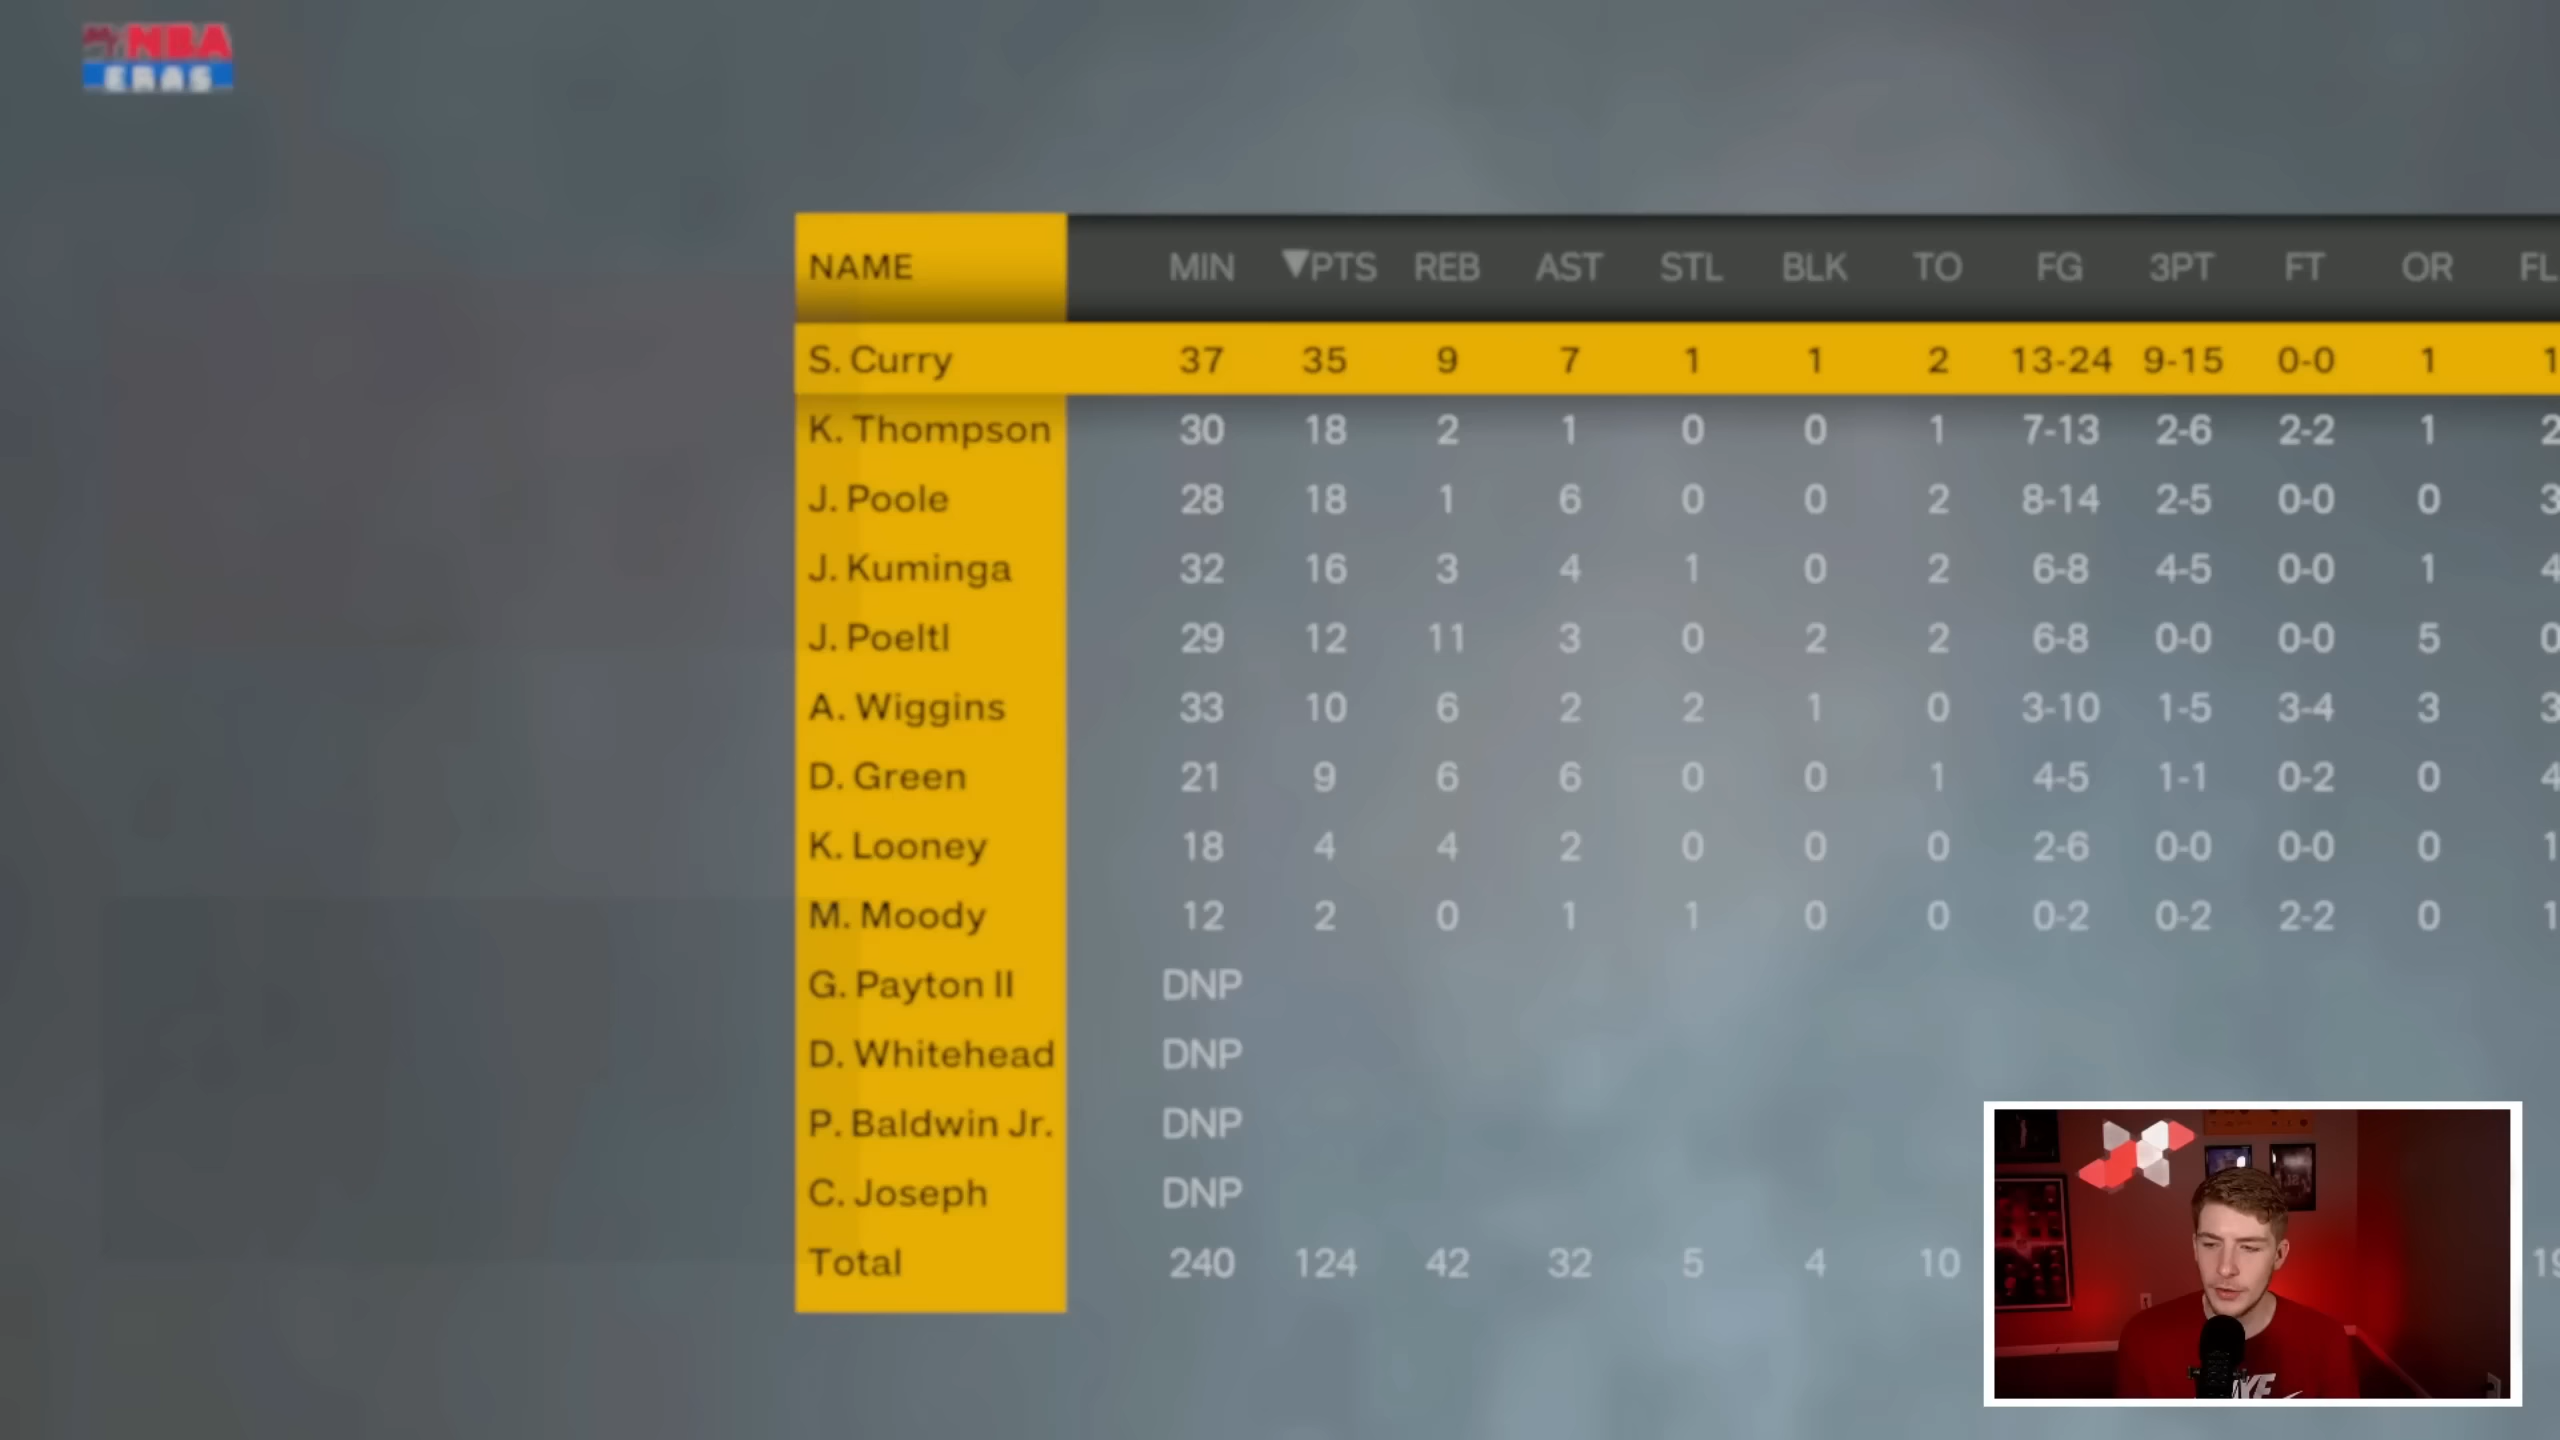 MyNBA
ERAS
NAME MIN ▼PTS REB AST STL BLK TO FG 3PT FT OR FL
S. Curry 37 35 9 7 1 1 2 13-24 9-15 0-0 1 1
K. Thompson 30 18 2 1 0 0 1 7-13 2-6 2-2 1 2
J. Poole 28 18 1 6 0 0 2 8-14 2-5 0-0 0 3
J. Kuminga 32 16 3 4 1 0 2 6-8 4-5 0-0 1 4
J. Poeltl 29 12 11 3 0 2 2 6-8 0-0 0-0 5 0
A. Wiggins 33 10 6 2 2 1 0 3-10 1-5 3-4 3 3
D. Green 21 9 6 6 0 0 1 4-5 1-1 0-2 0 4
K. Looney 18 4 4 2 0 0 0 2-6 0-0 0-0 0 1
M. Moody 12 2 0 1 1 0 0 0-2 0-2 2-2 0 1
G. Payton II DNP
D. Whitehead DNP
P. Baldwin Jr. DNP
C. Joseph DNP
Total 240 124 42 32 5 4 10 19